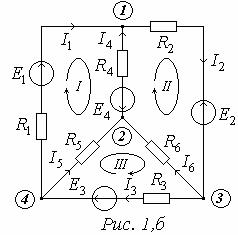 1
I₁ I₄ R₂
I₂
E₁ I R₄ II
E₂
E₄
R₁ 2
R₅ R₆
I₅ III I₆
4 E₃ I₃ R₃ 3
Рис. 1,б